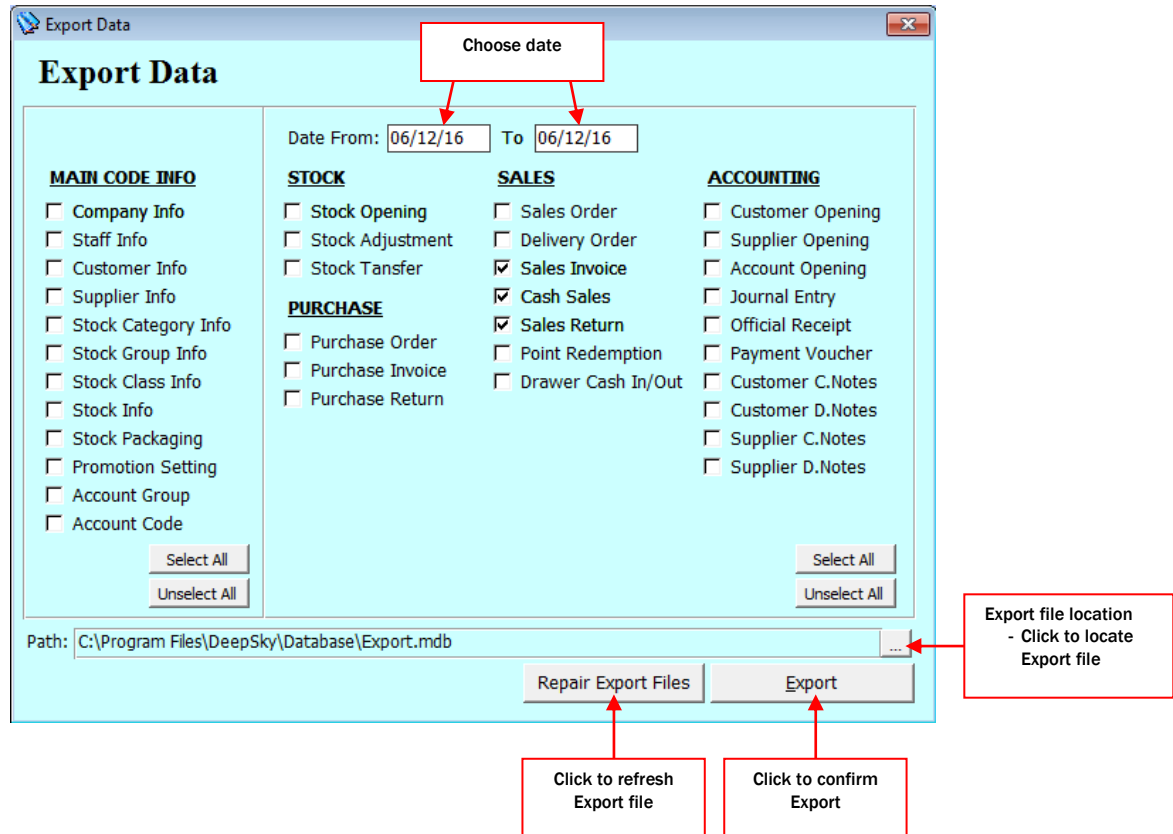 Export Data
Choose date
Export Data
Date From: 06/12/16 To 06/12/16
MAIN CODE INFO
Company Info
Staff Info
Customer Info
Supplier Info
Stock Category Info
Stock Group Info
Stock Class Info
Stock Info
Stock Packaging
Promotion Setting
Account Group
Account Code
Select All
Unselect All
STOCK
Stock Opening
Stock Adjustment
Stock Tansfer
PURCHASE
Purchase Order
Purchase Invoice
Purchase Return
SALES
Sales Order
Delivery Order
Sales Invoice
Cash Sales
Sales Return
Point Redemption
Drawer Cash In/Out
ACCOUNTING
Customer Opening
Supplier Opening
Account Opening
Journal Entry
Official Receipt
Payment Voucher
Customer C.Notes
Customer D.Notes
Supplier C.Notes
Supplier D.Notes
Select All
Unselect All
Path: C:\Program Files\DeepSky\Database\Export.mdb ...
Export file location
- Click to locate
Export file
Repair Export Files Export
Click to refresh
Export file
Click to confirm
Export